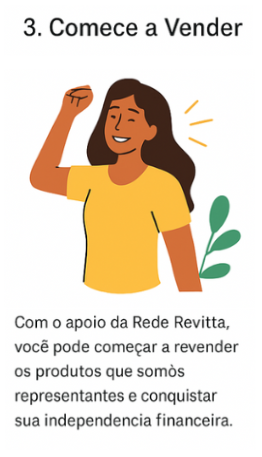 3. Comece a Vender
Com o apoio da Rede Revitta,
você pode começar a revender
os produtos que somòs
representantes e conquistar
sua independencia financeira.